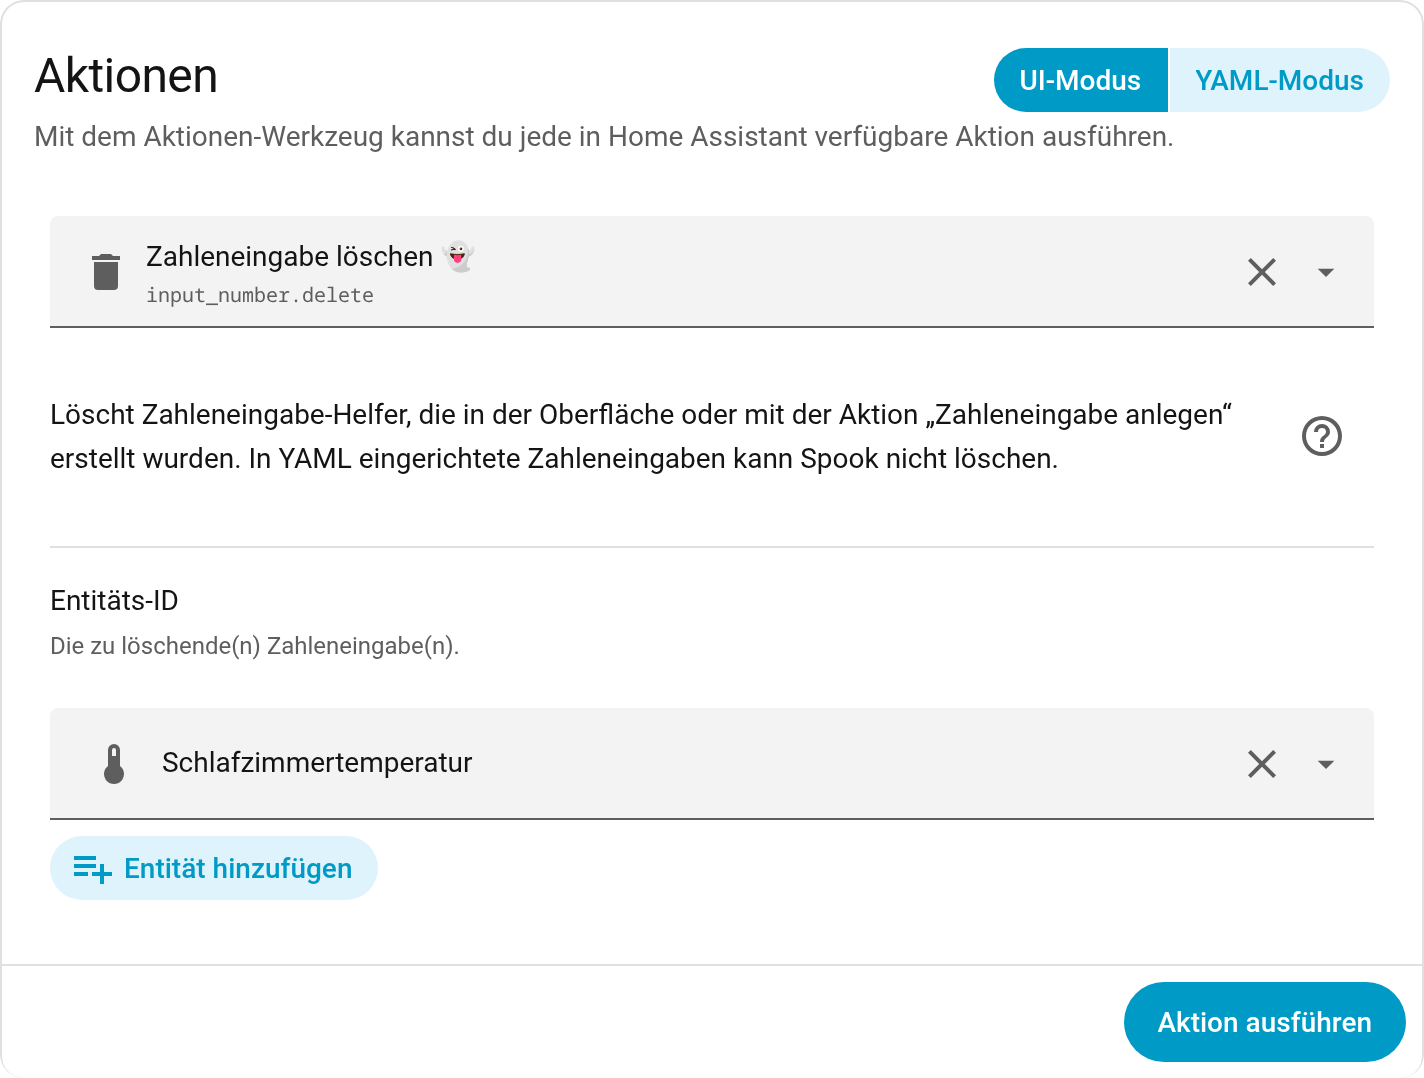 Aktionen
UI-Modus
YAML-Modus
Mit dem Aktionen-Werkzeug kannst du jede in Home Assistant verfügbare Aktion ausführen.
Zahleneingabe löschen 👻
input_number.delete
Löscht Zahleneingabe-Helfer, die in der Oberfläche oder mit der Aktion „Zahleneingabe anlegen“
erstellt wurden. In YAML eingerichtete Zahleneingaben kann Spook nicht löschen.
Entitäts-ID
Die zu löschende(n) Zahleneingabe(n).
Schlafzimmertemperatur
Entität hinzufügen
Aktion ausführen